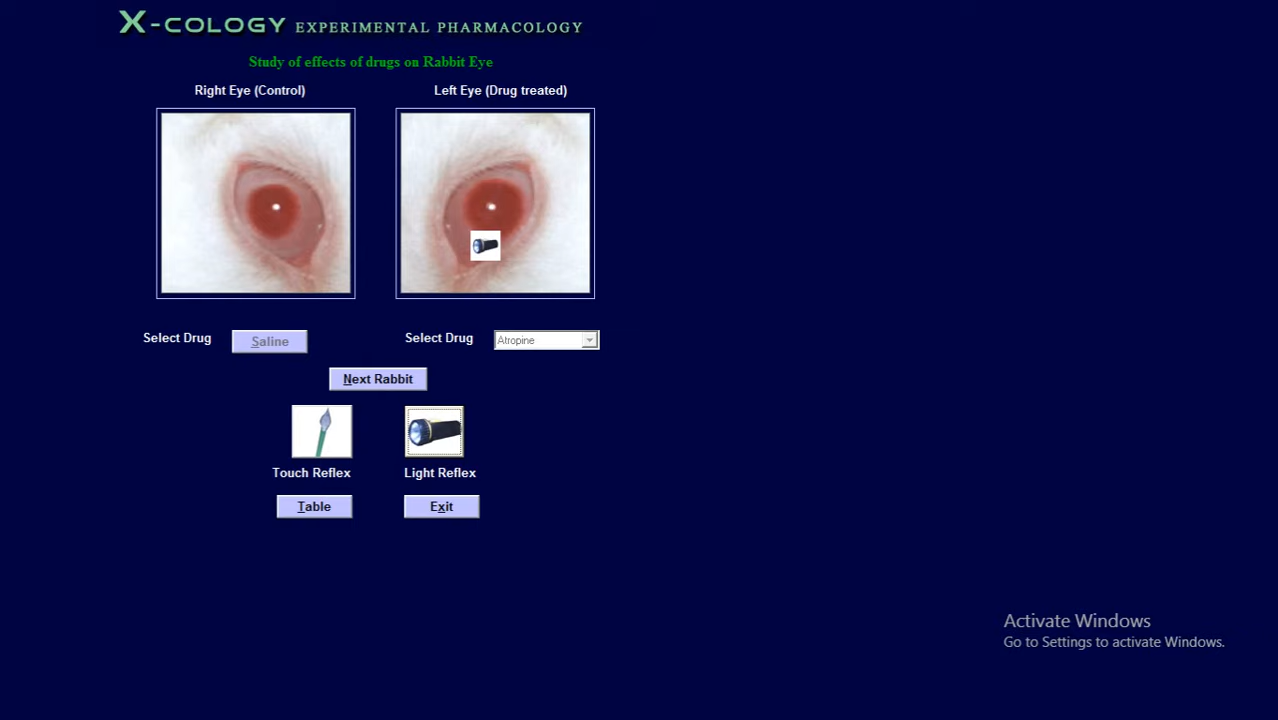 X-COLOGY EXPERIMENTAL PHARMACOLOGY
Study of effects of drugs on Rabbit Eye
Right Eye (Control) Left Eye (Drug treated)
Select Drug Saline Select Drug Atropine
Next Rabbit
Touch Reflex Light Reflex
Table Exit
Activate Windows
Go to Settings to activate Windows.